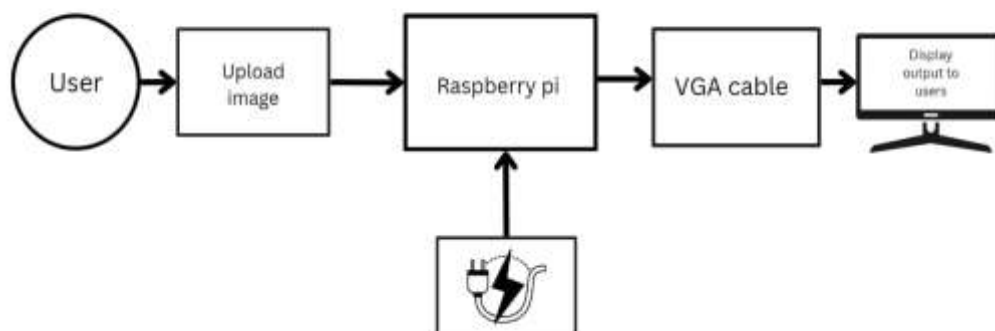 User
Upload
image
Raspberry pi
VGA cable
Display
output to
users